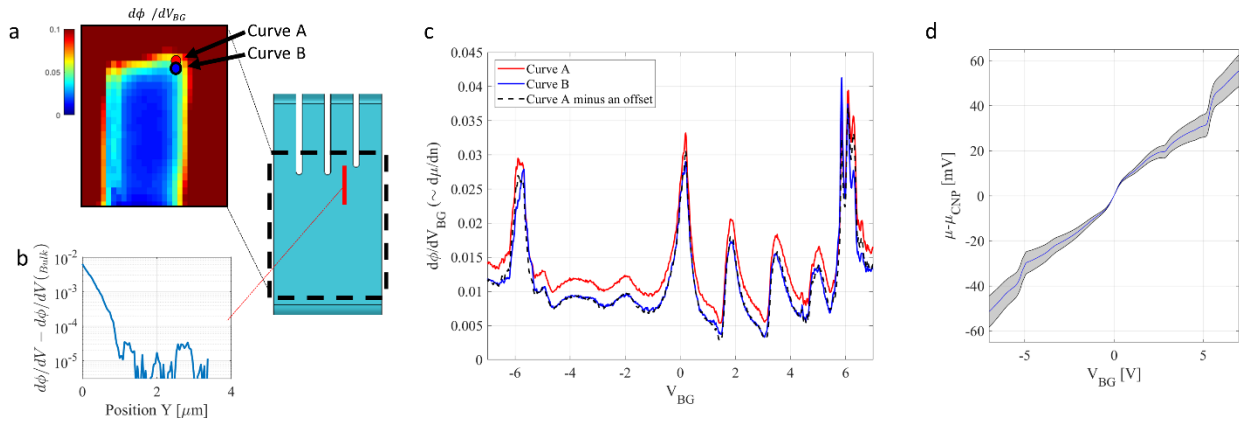 a
dϕ /dV_BG
0.1
0.05
0
Curve A
Curve B
b
dϕ/dV − dϕ/dV(Bulk
10^-2
10^-3
10^-4
10^-5
0
2
4
Position Y [μm]
c
dϕ/dV_BG (~ dμ/dn)
0.045
0.04
0.035
0.03
0.025
0.02
0.015
0.01
0.005
0
Curve A
Curve B
Curve A minus an offset
-6
-4
-2
0
2
4
6
V_BG
d
μ-μ_CNP [mV]
60
40
20
0
-20
-40
-60
-5
0
5
V_BG [V]